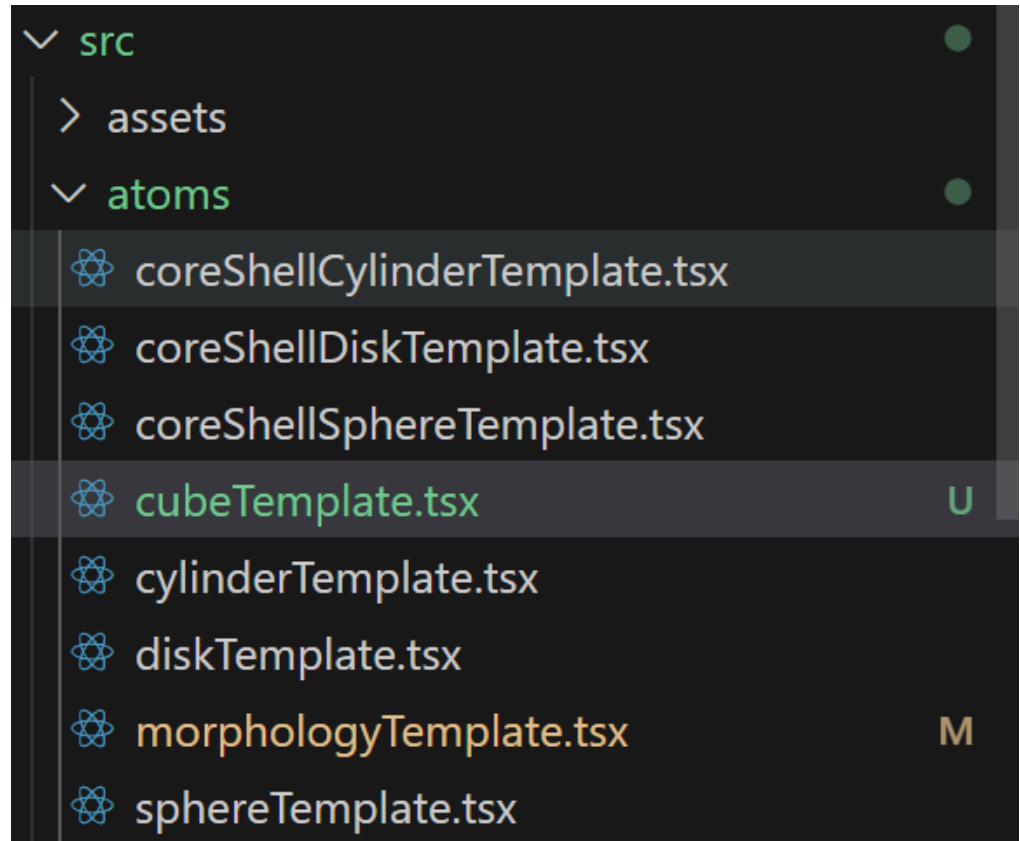 src
assets
atoms
coreShellCylinderTemplate.tsx
coreShellDiskTemplate.tsx
coreShellSphereTemplate.tsx
cubeTemplate.tsx U
cylinderTemplate.tsx
diskTemplate.tsx
morphologyTemplate.tsx M
sphereTemplate.tsx